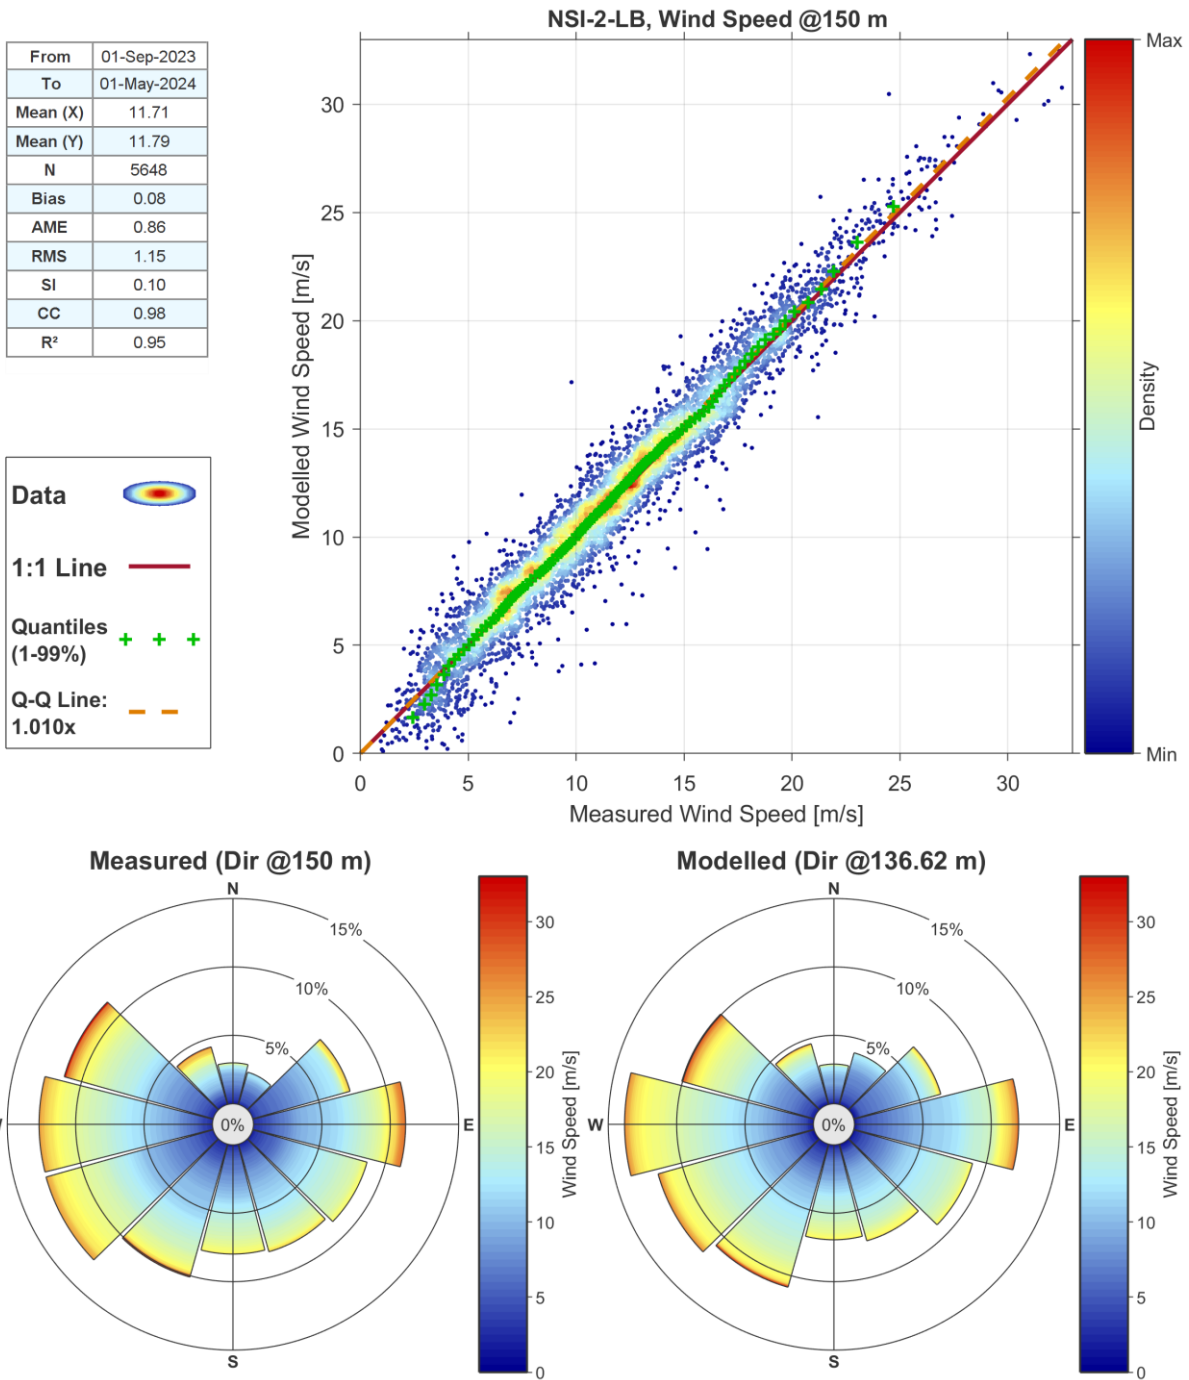 NSI-2-LB, Wind Speed @150 m
From 01-Sep-2023
To 01-May-2024
Mean (X) 11.71
Mean (Y) 11.79
N 5648
Bias 0.08
AME 0.86
RMS 1.15
SI 0.10
CC 0.98
R² 0.95
Data
1:1 Line
Quantiles
(1-99%)
Q-Q Line:
1.010x
Modelled Wind Speed [m/s]
30
25
20
15
10
5
0
0 5 10 15 20 25 30
Measured Wind Speed [m/s]
Max
Density
Min
Measured (Dir @150 m)
N
15%
10%
5%
0%
E
S
30
25
20
15
10
5
0
Wind Speed [m/s]
Modelled (Dir @136.62 m)
N
15%
10%
5%
0%
W
E
S
30
25
20
15
10
5
0
Wind Speed [m/s]